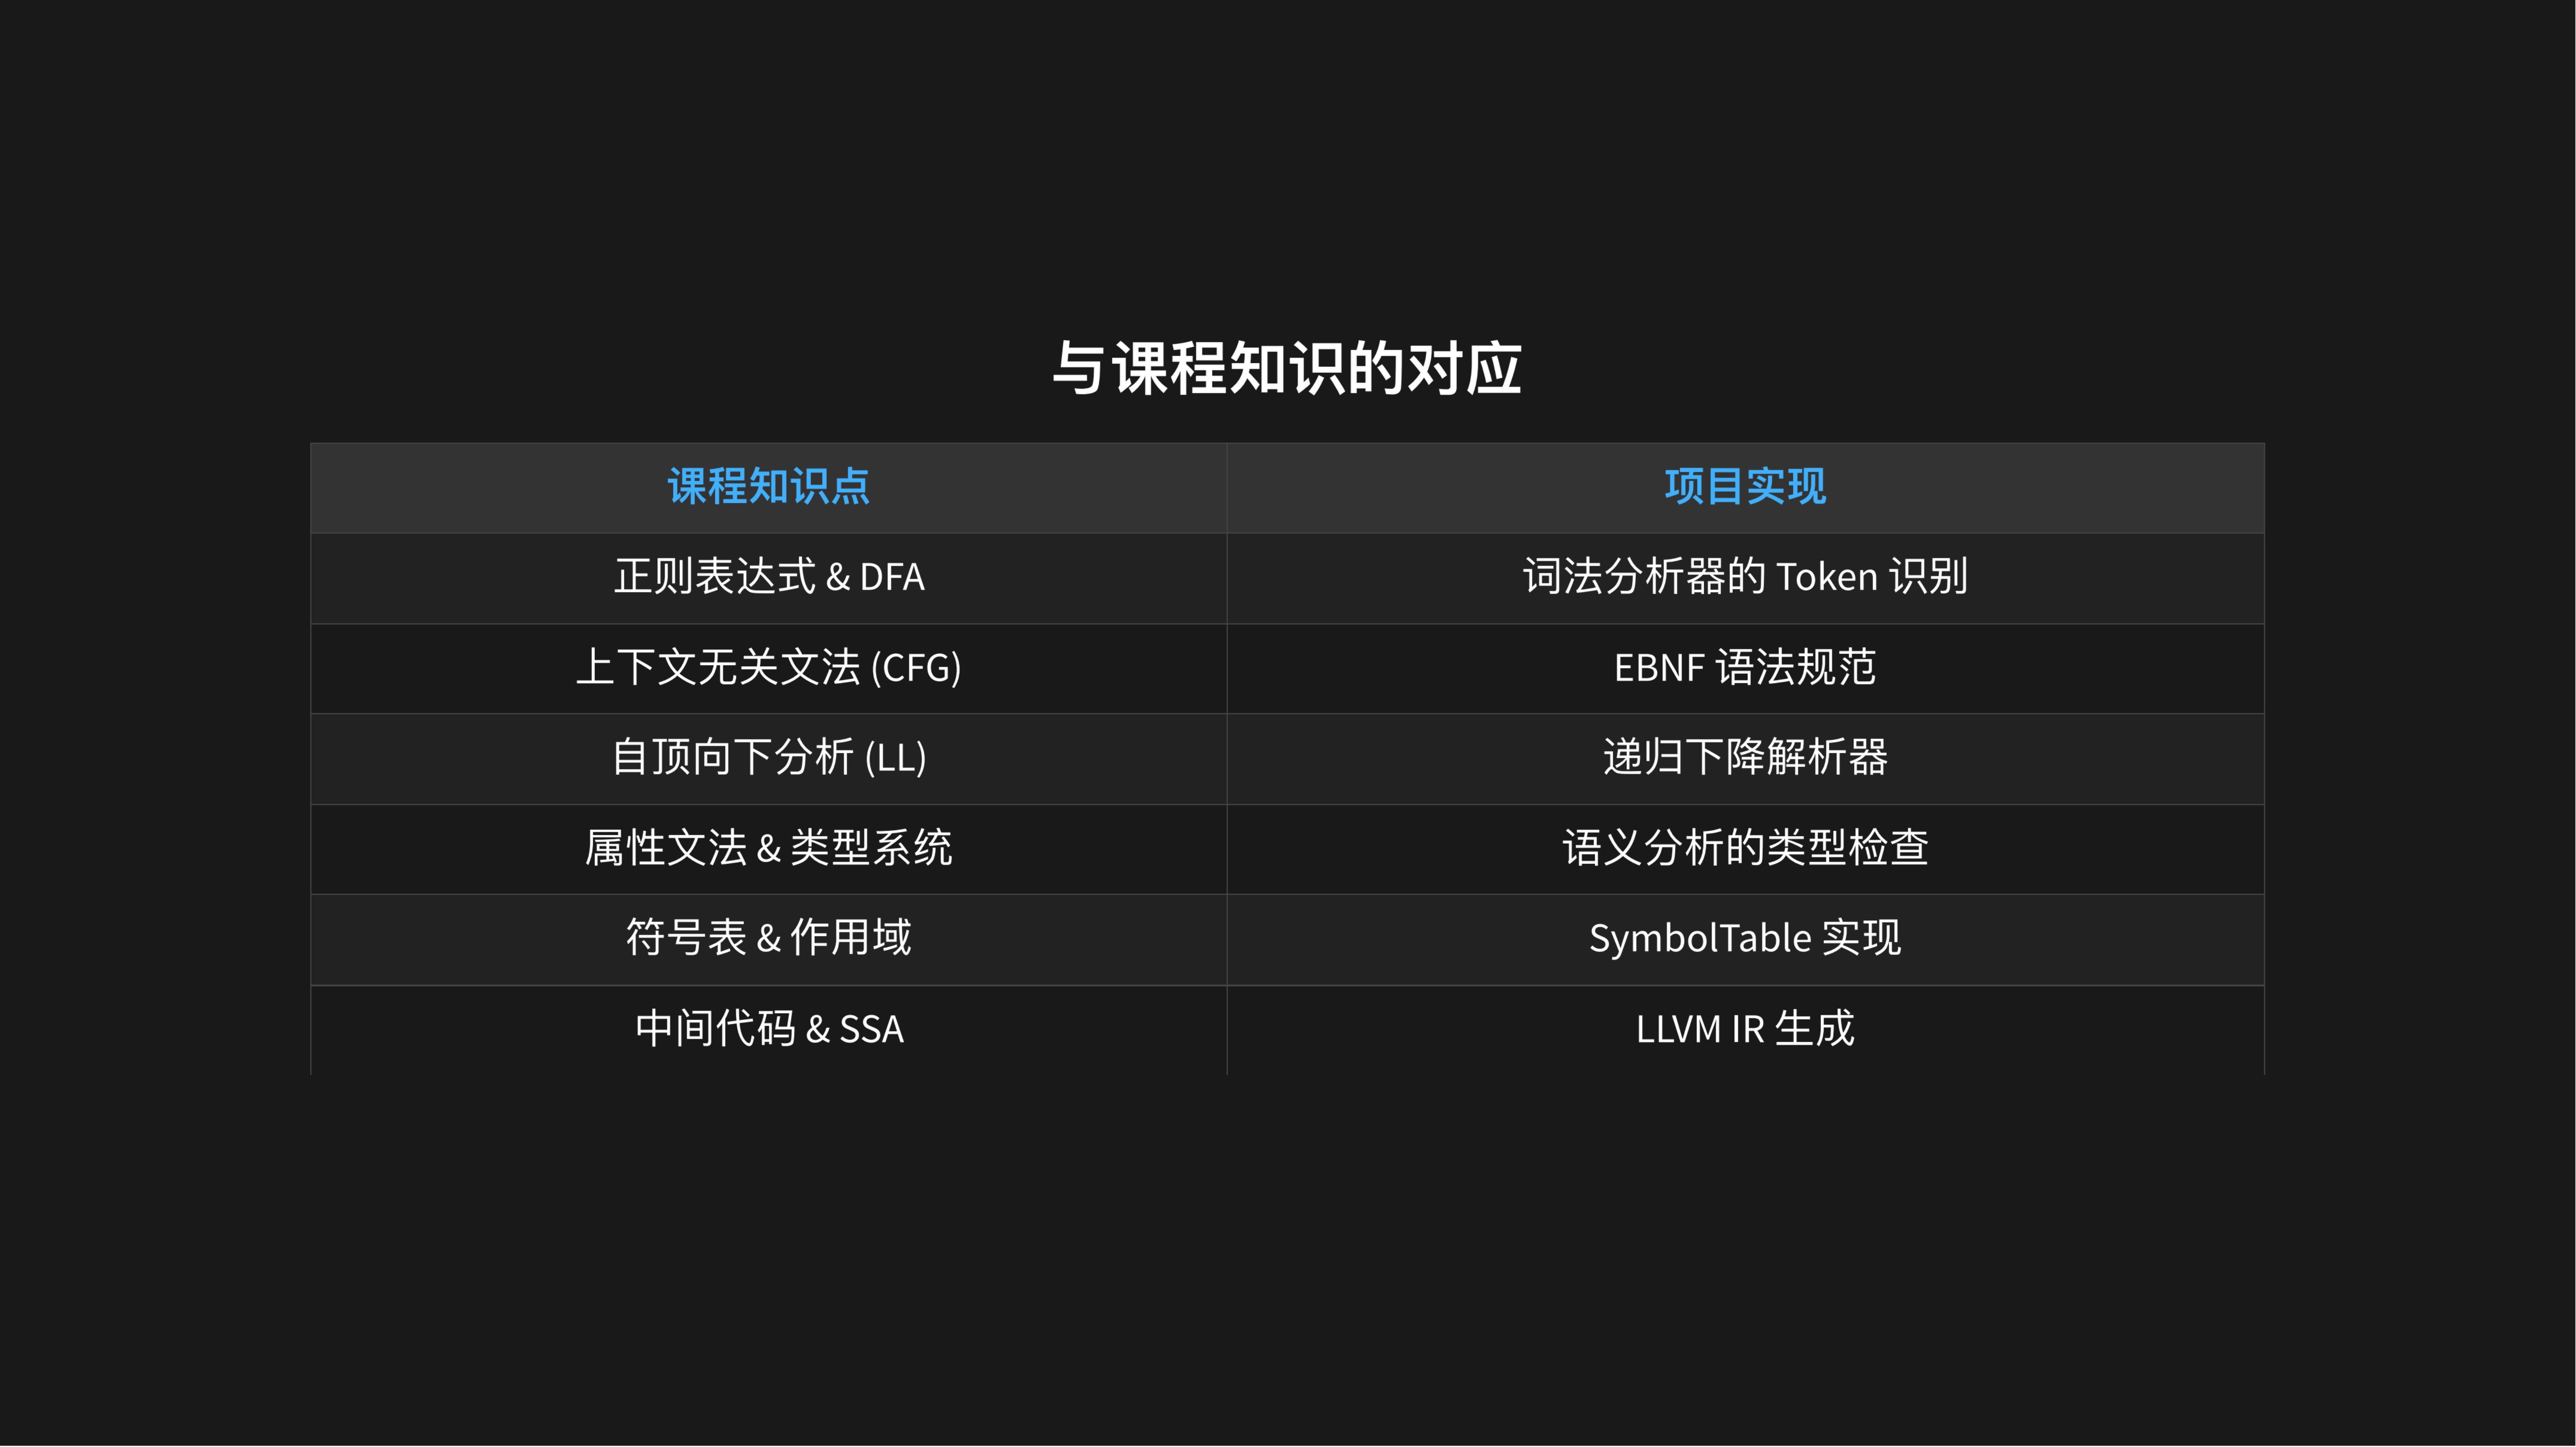 与课程知识的对应
课程知识点 项目实现
正则表达式 & DFA 词法分析器的 Token 识别
上下文无关文法 (CFG) EBNF 语法规范
自顶向下分析 (LL) 递归下降解析器
属性文法 & 类型系统 语义分析的类型检查
符号表 & 作用域 SymbolTable 实现
中间代码 & SSA LLVM IR 生成